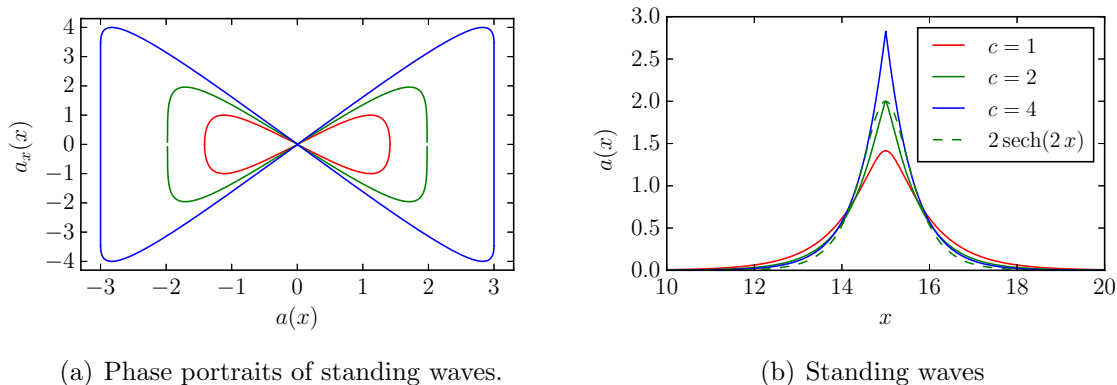 4
3
2
1
0
−1
−2
−3
−4
a_x(x)
−3 −2 −1 0 1 2 3
a(x)
(a) Phase portraits of standing waves.
3.0
2.5
2.0
1.5
1.0
0.5
0.0
a(x)
c = 1
c = 2
c = 4
2 sech(2 x)
10 12 14 16 18 20
x
(b) Standing waves